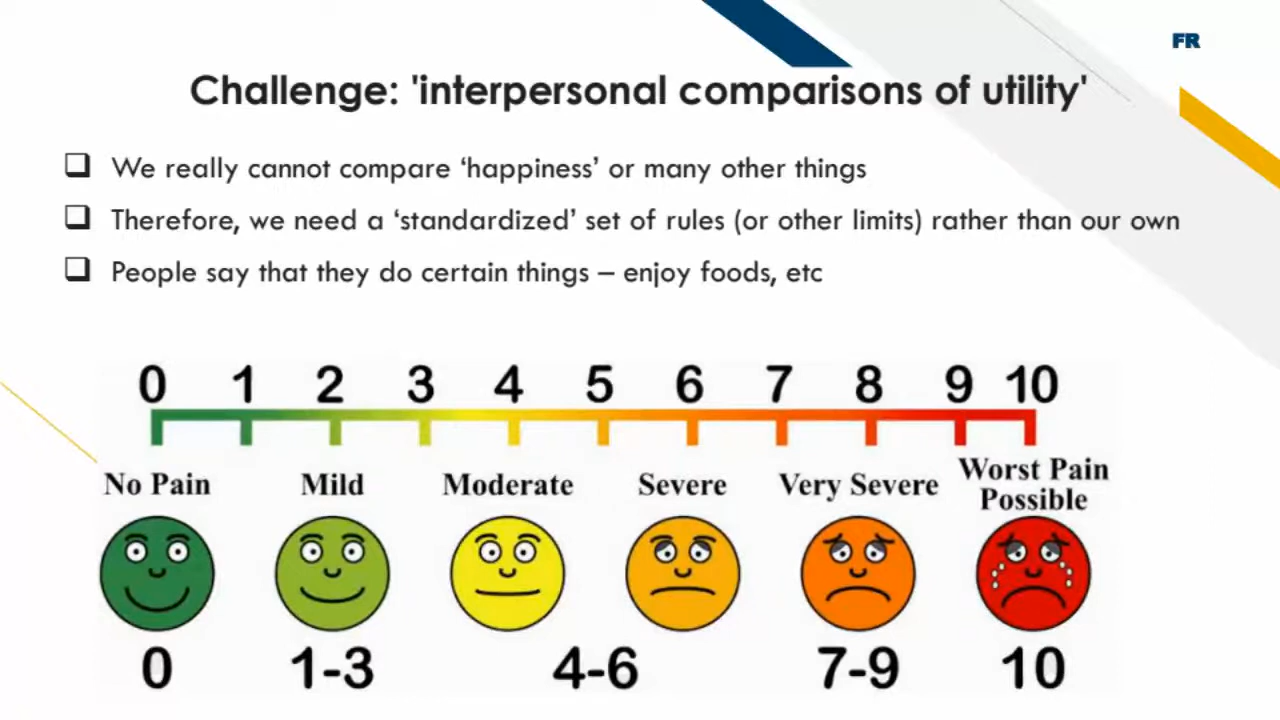 FR
Challenge: 'interpersonal comparisons of utility'
❑ We really cannot compare ‘happiness’ or many other things
❑ Therefore, we need a ‘standardized’ set of rules (or other limits) rather than our own
❑ People say that they do certain things – enjoy foods, etc
0 1 2 3 4 5 6 7 8 9 10
No Pain Mild Moderate Severe Very Severe Worst Pain Possible
0 1-3 4-6 7-9 10